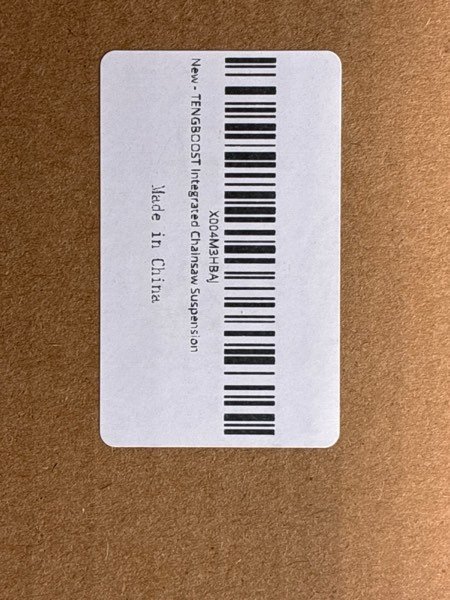 X004M3HBAJ
New - TENGBOOST Integrated Chainsaw Suspension
Made in China